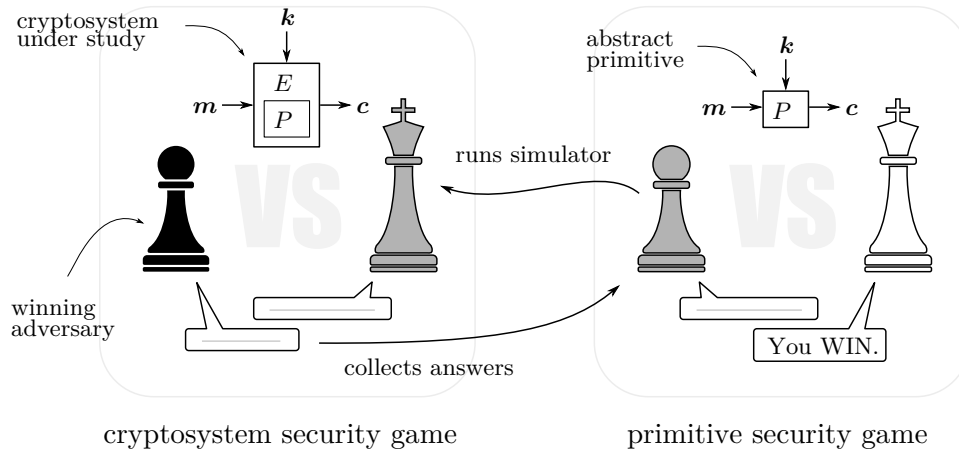 cryptosystem
under study
k
E
m
P
c
VS
winning
adversary
runs simulator
collects answers
cryptosystem security game
abstract
primitive
k
m
P
c
VS
You WIN.
primitive security game